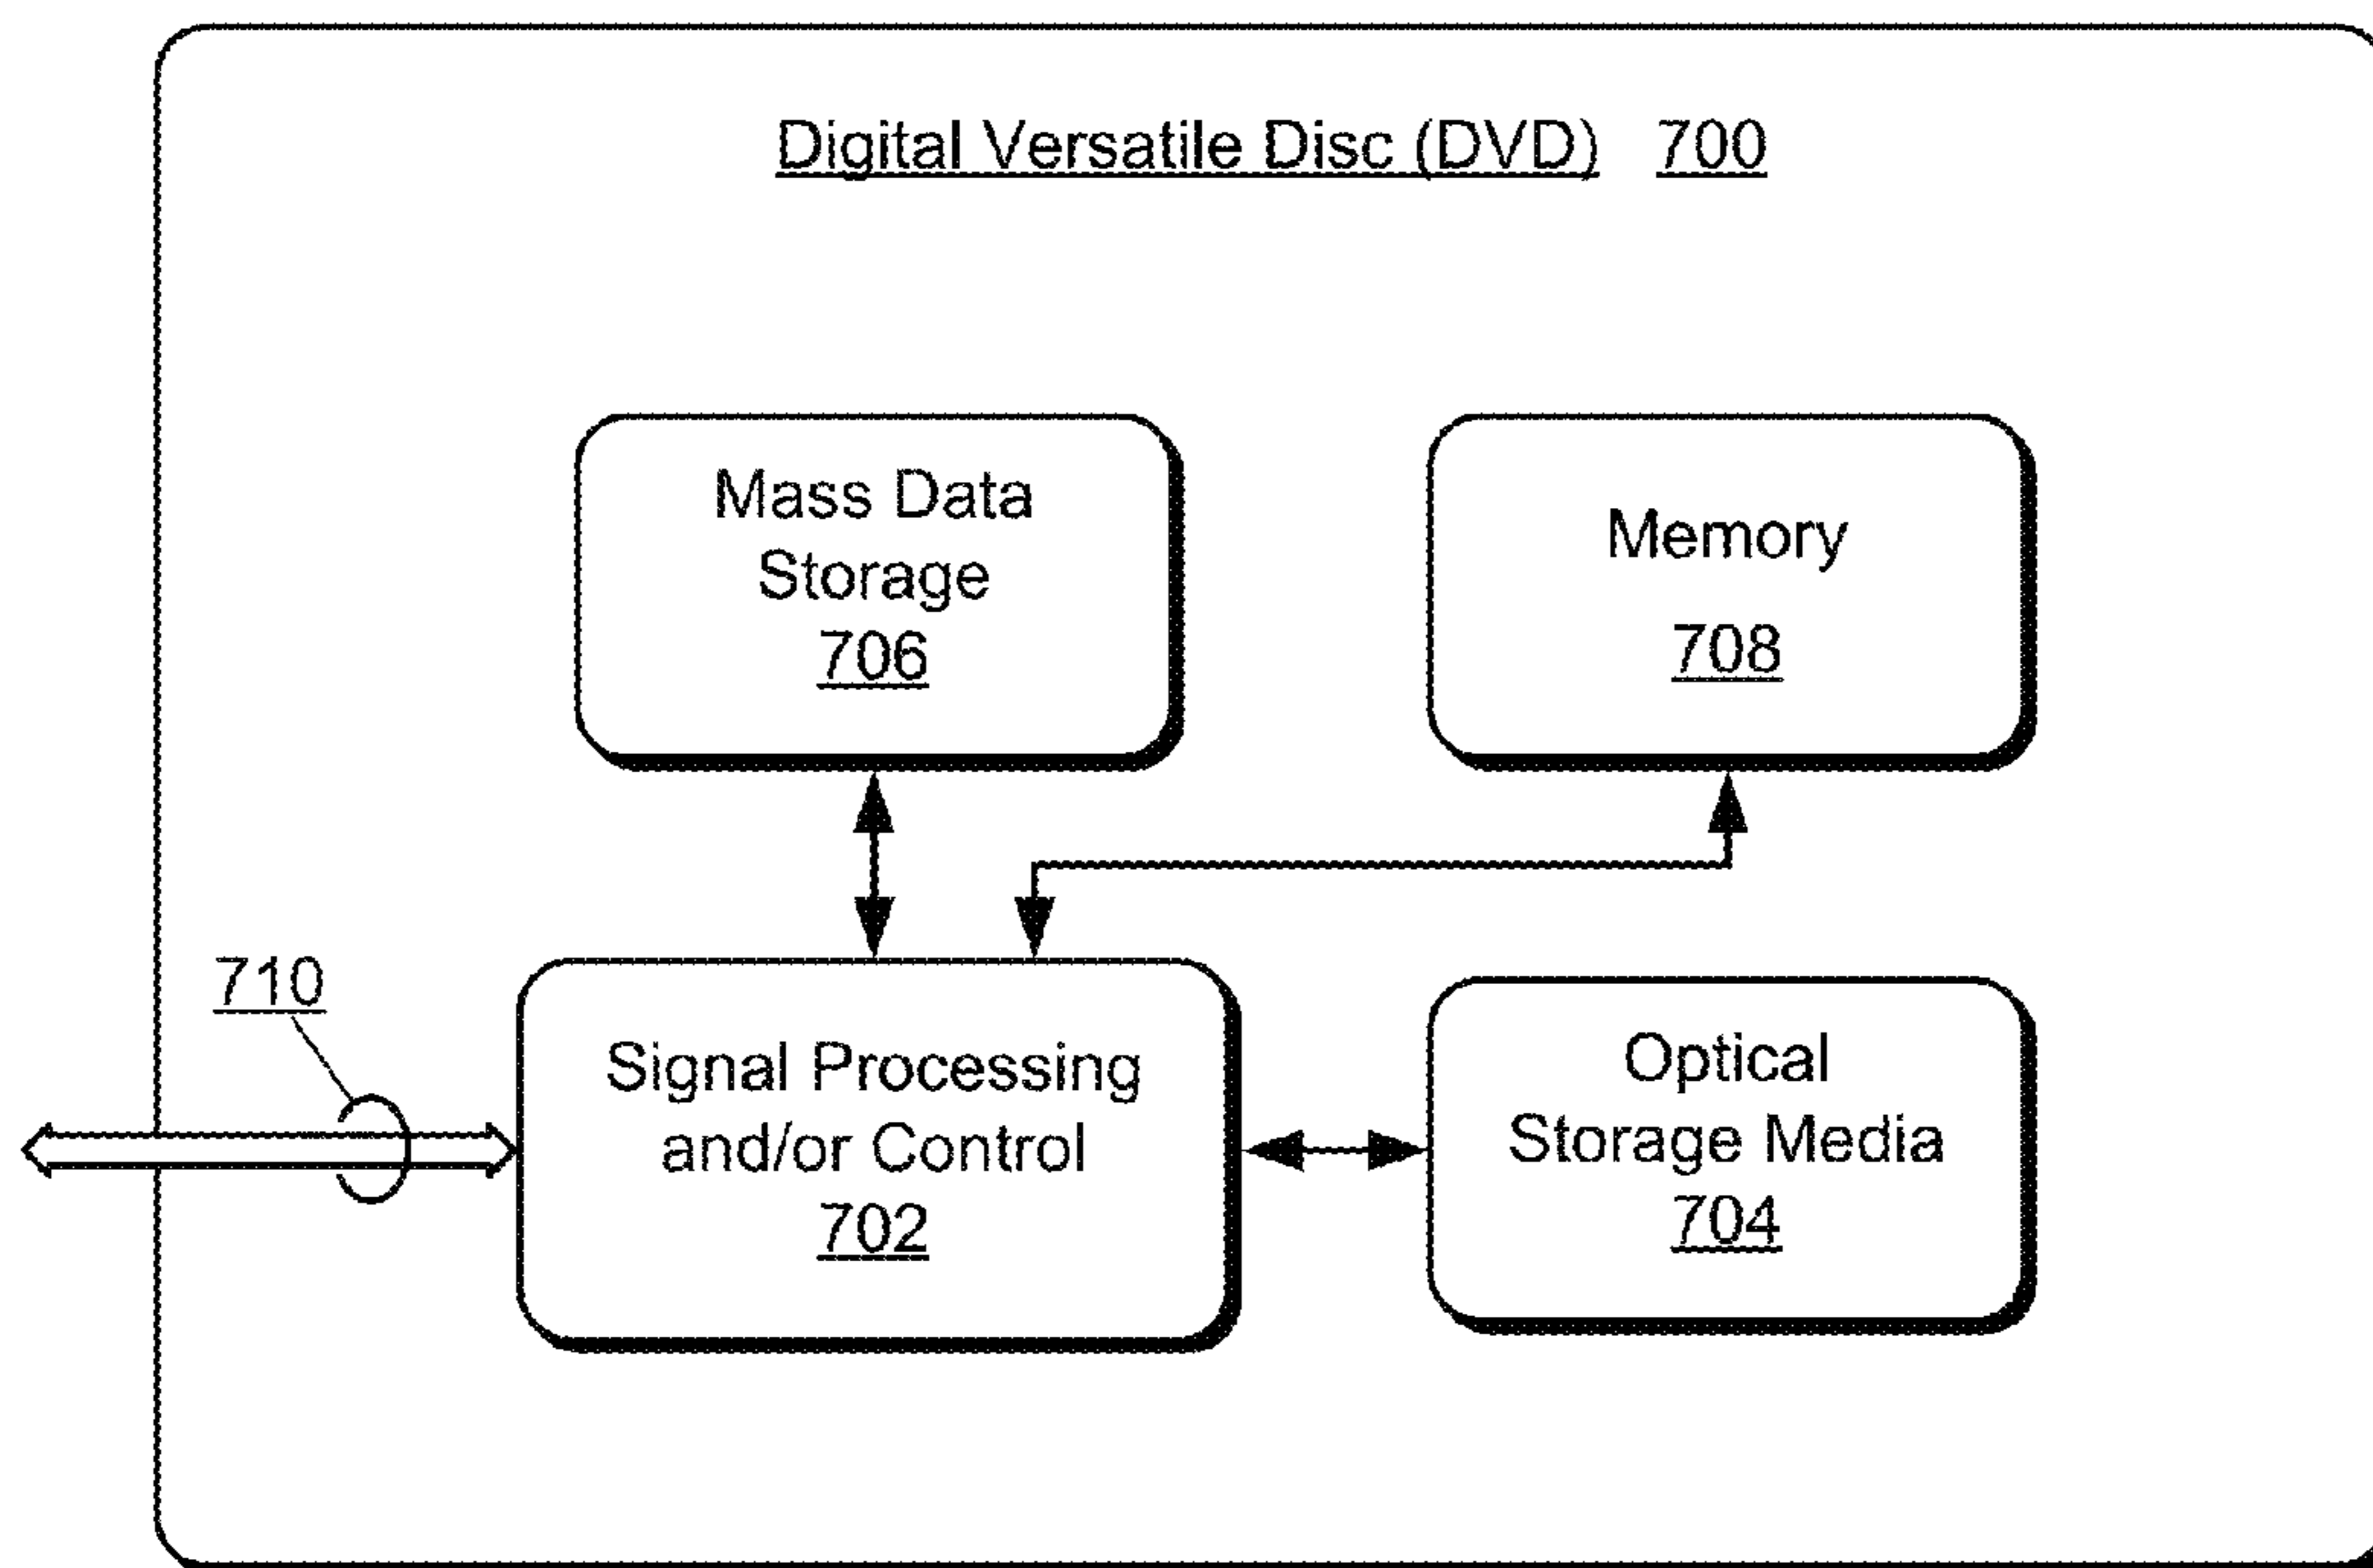 Digital Versatile Disc (DVD) 700
Mass Data
Storage
706
Memory
708
710
Signal Processing
and/or Control
702
Optical
Storage Media
704